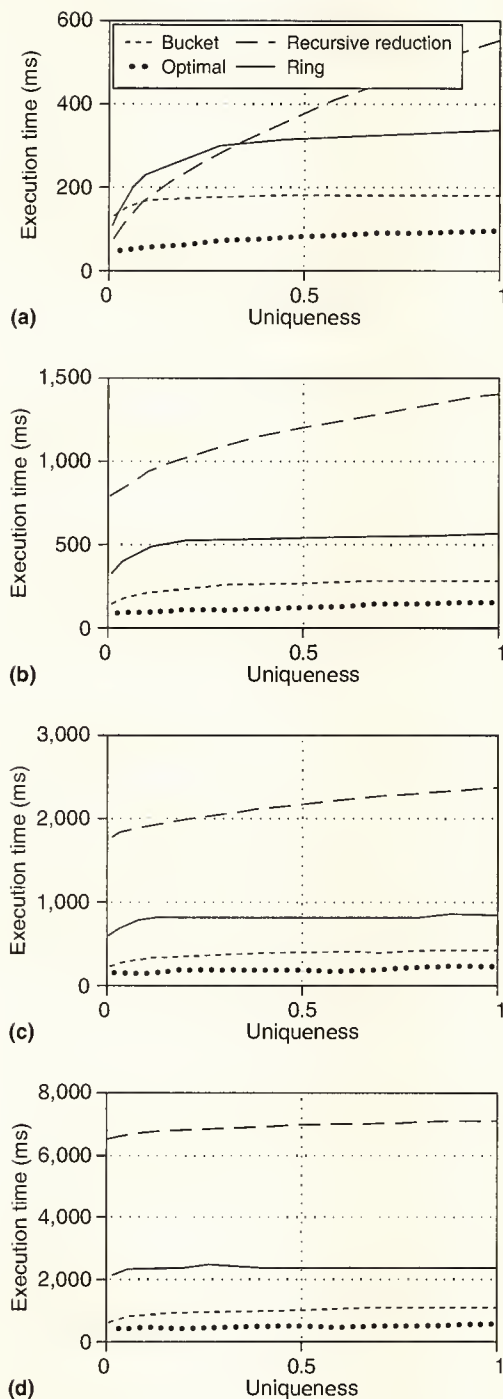 600
Bucket
Recursive reduction
Optimal
Ring
400
200
0
Execution time (ms)
0
0.5
1
Uniqueness
(a)
1,500
1,000
500
0
Execution time (ms)
0
0.5
1
Uniqueness
(b)
3,000
2,000
1,000
0
Execution time (ms)
0
0.5
1
Uniqueness
(c)
8,000
6,000
4,000
2,000
0
Execution time (ms)
0
0.5
1
Uniqueness
(d)